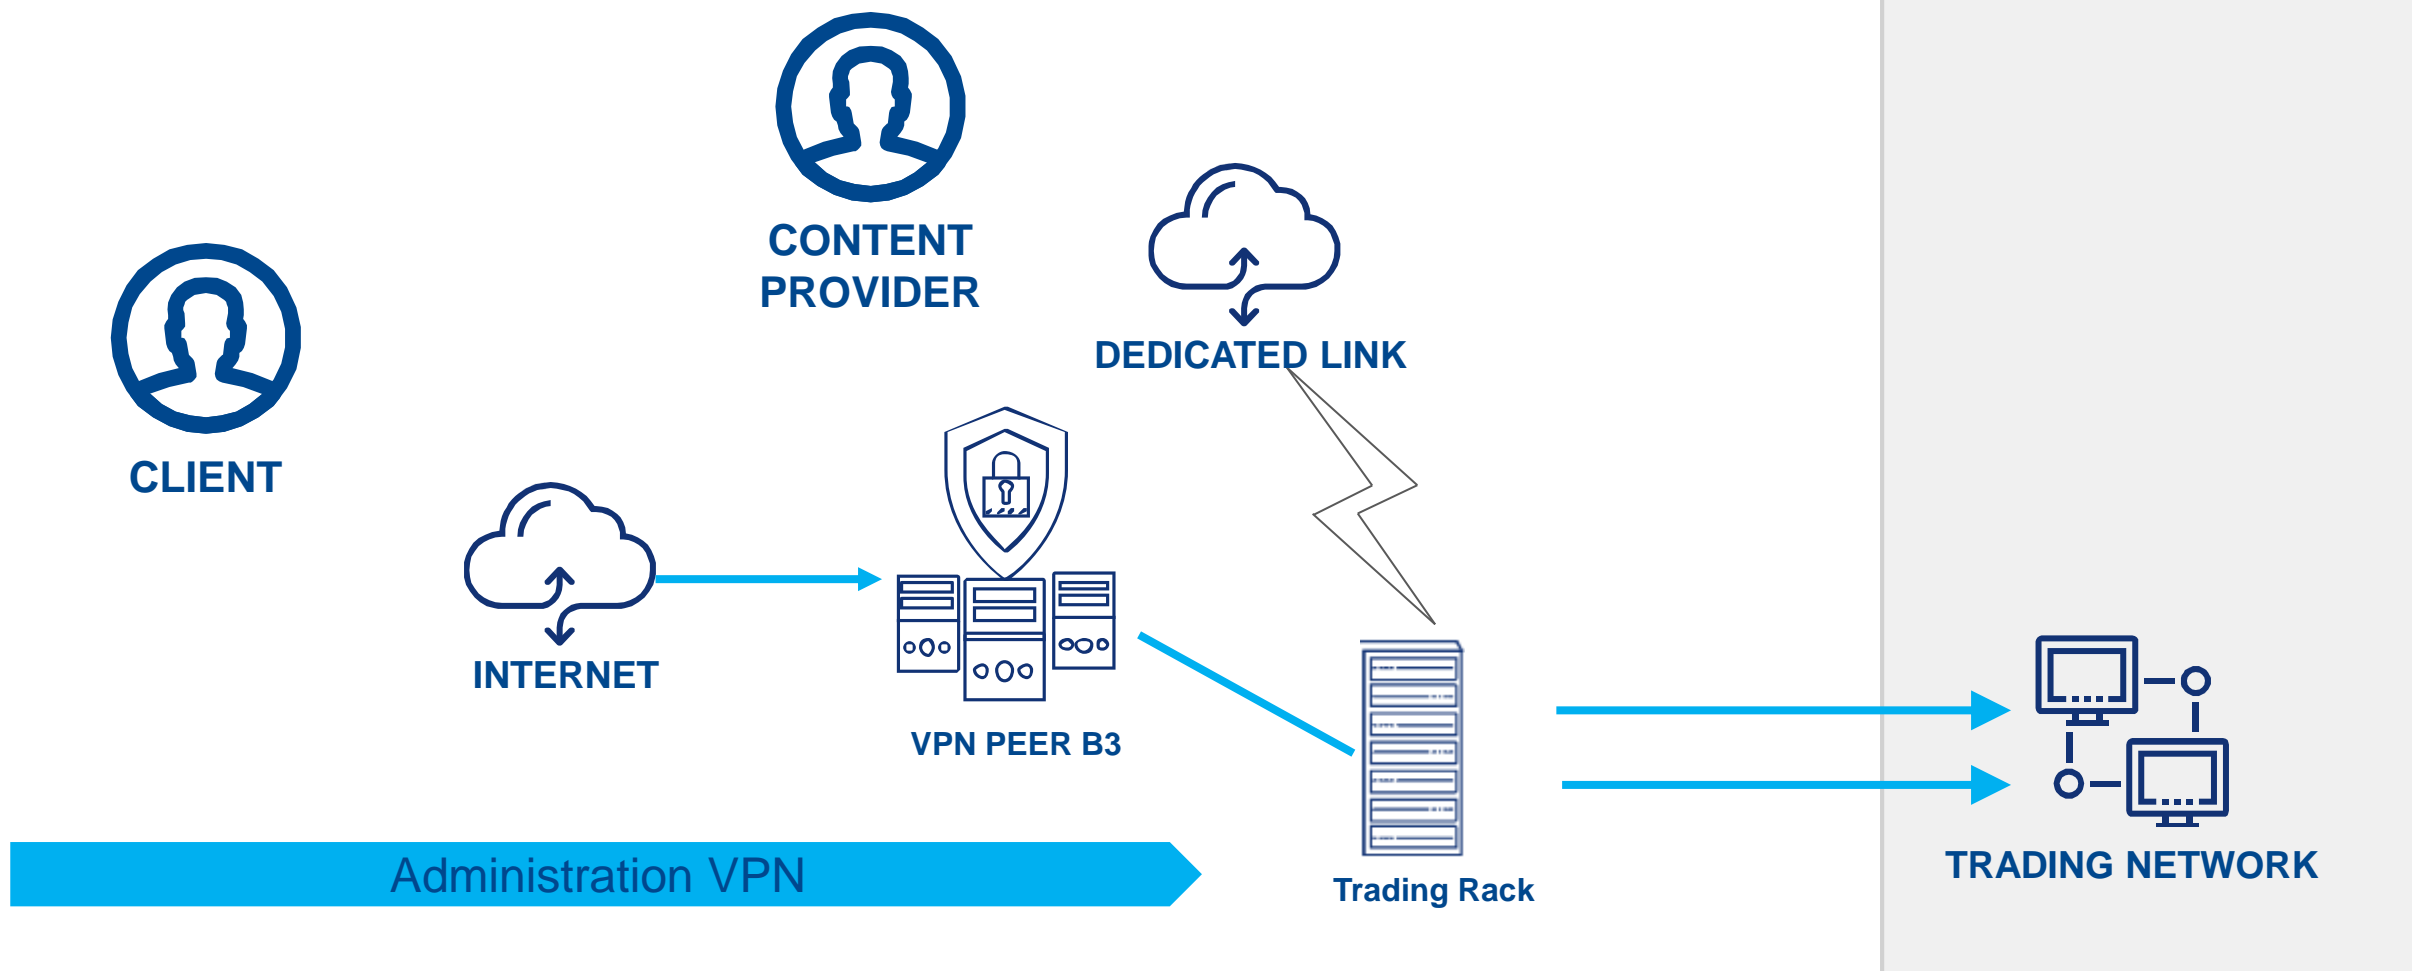 CONTENT
PROVIDER
DEDICATED LINK
CLIENT
INTERNET
VPN PEER B3
Administration VPN
Trading Rack
TRADING NETWORK